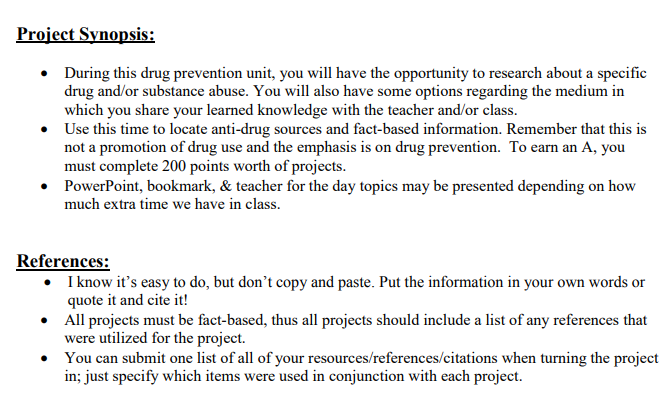 Project Synopsis:
• During this drug prevention unit, you will have the opportunity to research about a specific
drug and/or substance abuse. You will also have some options regarding the medium in
which you share your learned knowledge with the teacher and/or class.
• Use this time to locate anti-drug sources and fact-based information. Remember that this is
not a promotion of drug use and the emphasis is on drug prevention.  To earn an A, you
must complete 200 points worth of projects.
• PowerPoint, bookmark, & teacher for the day topics may be presented depending on how
much extra time we have in class.
References:
• I know it's easy to do, but don't copy and paste. Put the information in your own words or
quote it and cite it!
• All projects must be fact-based, thus all projects should include a list of any references that
were utilized for the project.
• You can submit one list of all of your resources/references/citations when turning the project
in; just specify which items were used in conjunction with each project.